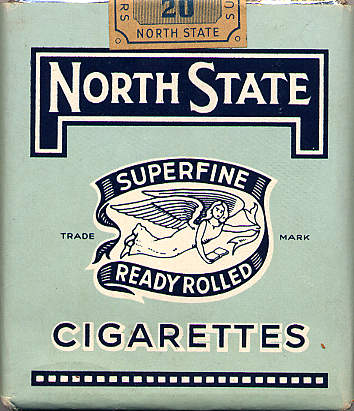 20
NORTH STATE
NORTH STATE
SUPERFINE
TRADE MARK
READY ROLLED
CIGARETTES